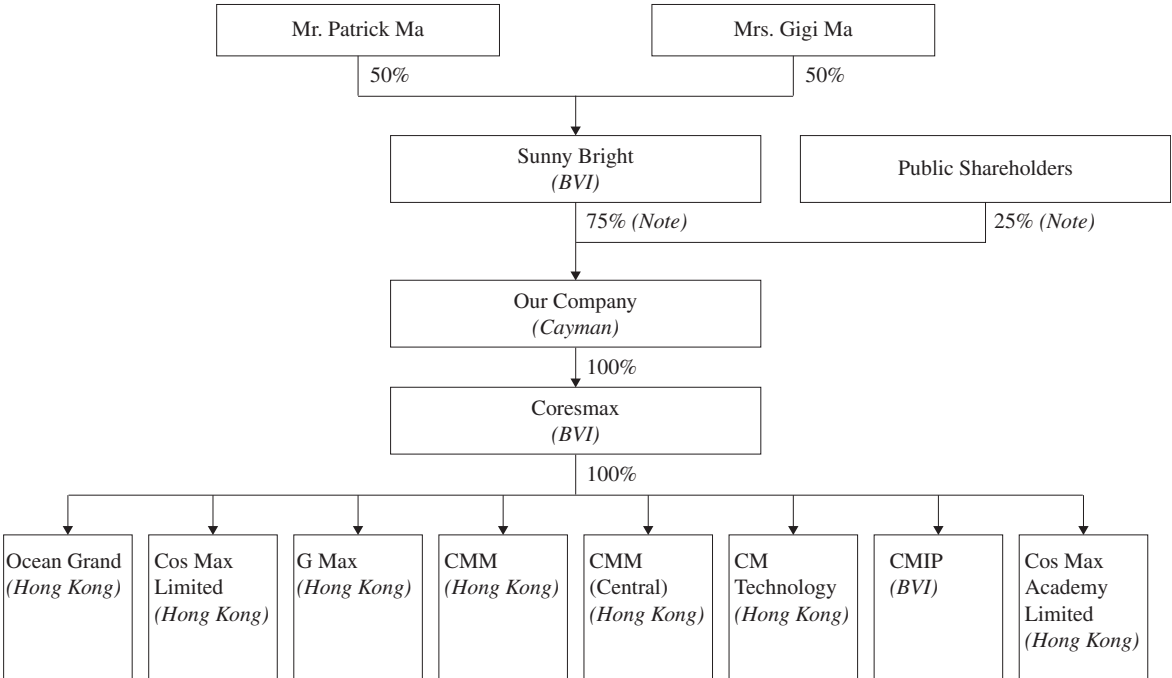 Mr. Patrick Ma
Mrs. Gigi Ma
50%
50%
Sunny Bright
(BVI)
Public Shareholders
75% (Note)
25% (Note)
Our Company
(Cayman)
100%
Coresmax
(BVI)
100%
Ocean Grand
(Hong Kong)
Cos Max
Limited
(Hong Kong)
G Max
(Hong Kong)
CMM
(Hong Kong)
CMM
(Central)
(Hong Kong)
CM
Technology
(Hong Kong)
CMIP
(BVI)
Cos Max
Academy
Limited
(Hong Kong)